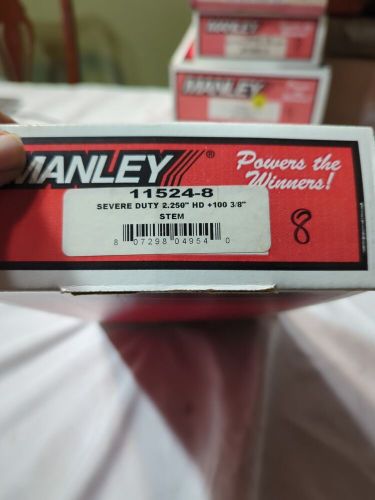 MANLEY
MANLEY ®
Powers the
Winners!
11524-8
SEVERE DUTY 2.250" HD +100 3/8"
STEM
8 07298 04954 0
8